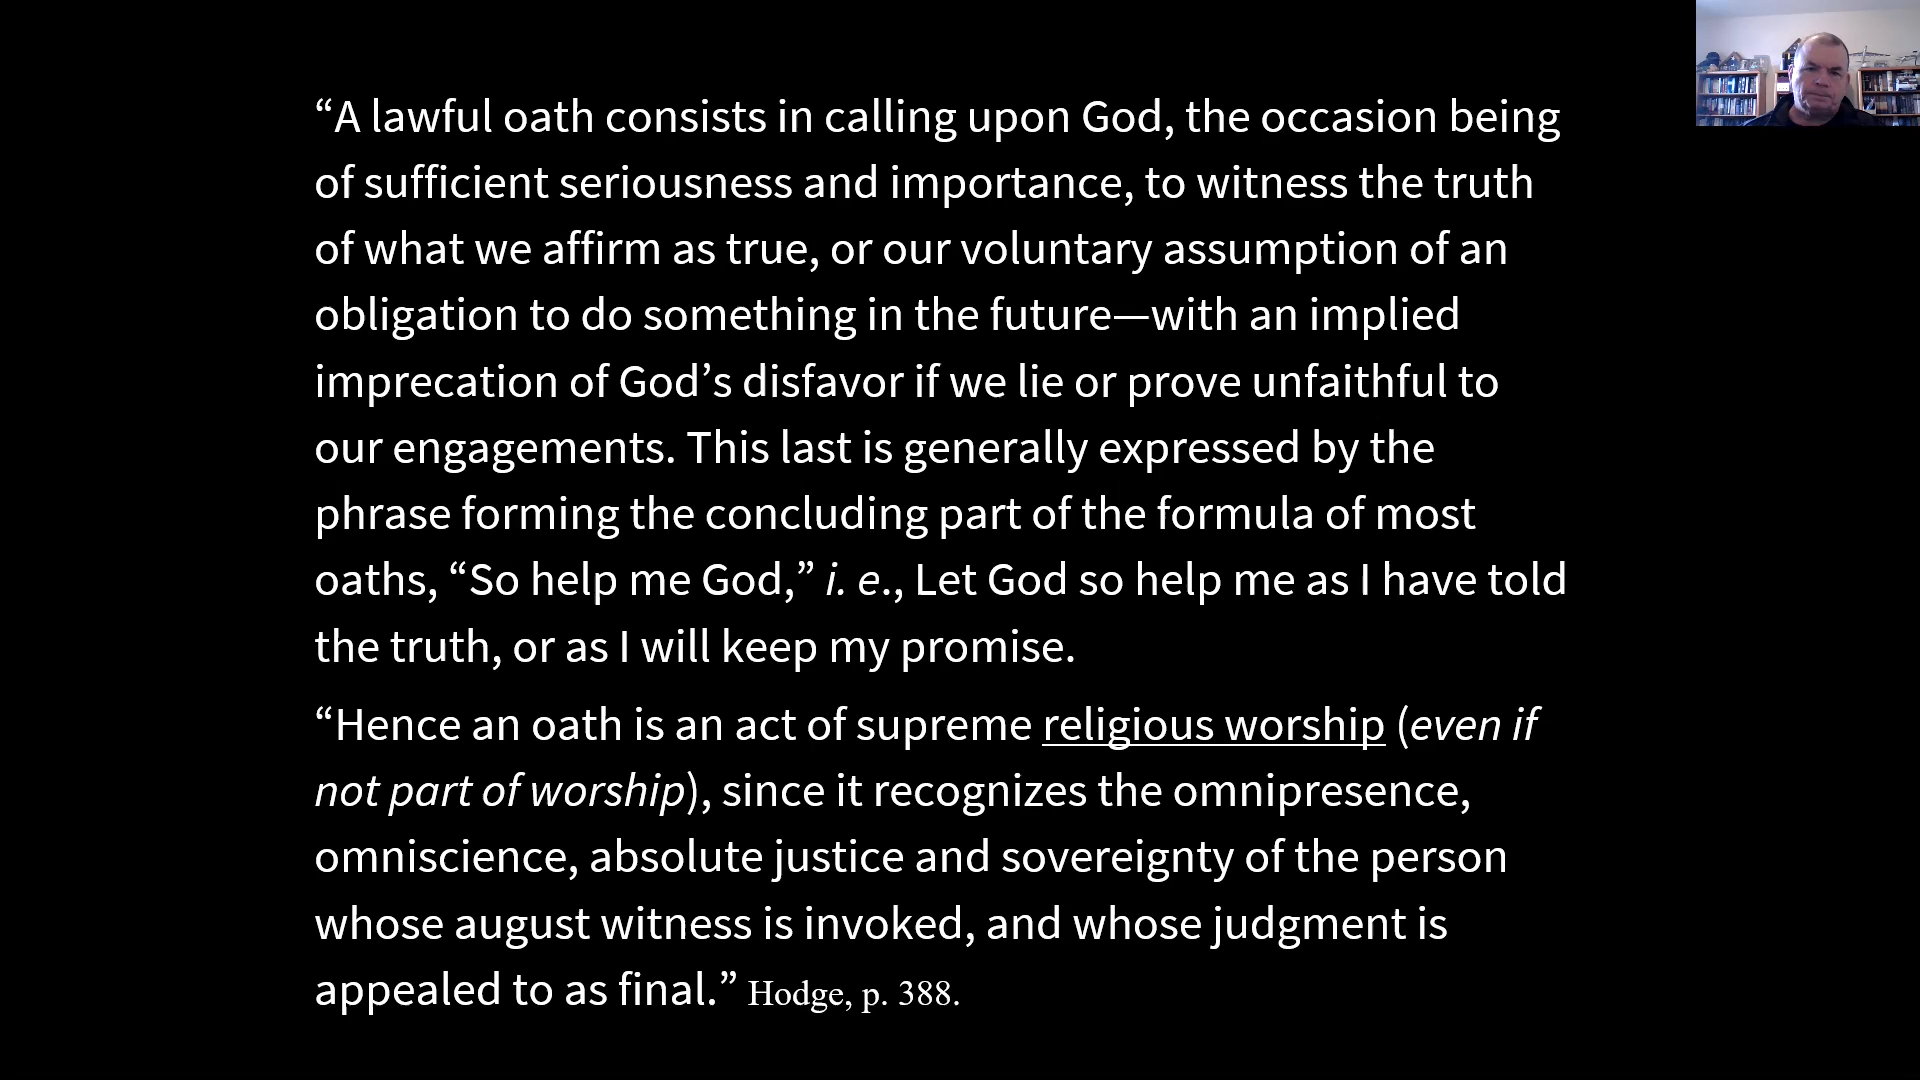 “A lawful oath consists in calling upon God, the occasion being
of sufficient seriousness and importance, to witness the truth
of what we affirm as true, or our voluntary assumption of an
obligation to do something in the future—with an implied
imprecation of God’s disfavor if we lie or prove unfaithful to
our engagements. This last is generally expressed by the
phrase forming the concluding part of the formula of most
oaths, “So help me God,” i. e., Let God so help me as I have told
the truth, or as I will keep my promise.
“Hence an oath is an act of supreme religious worship (even if
not part of worship), since it recognizes the omnipresence,
omniscience, absolute justice and sovereignty of the person
whose august witness is invoked, and whose judgment is
appealed to as final.” Hodge, p. 388.